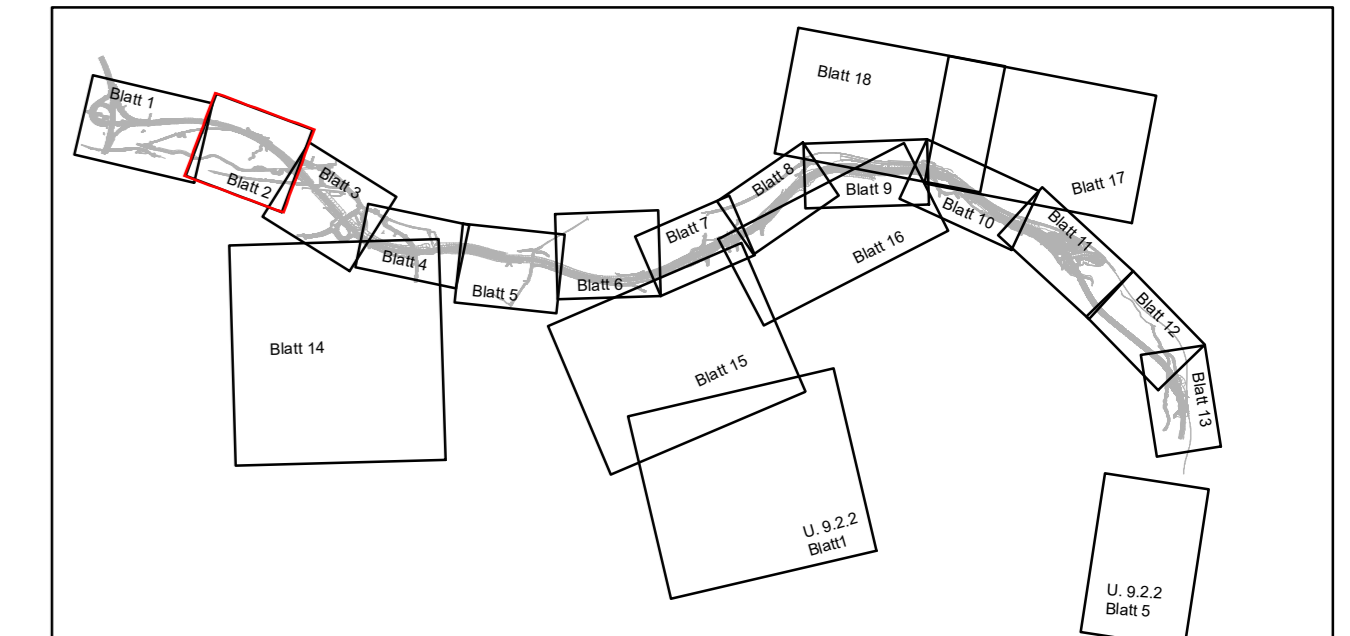 Blatt 1
Blatt 2
Blatt 3
Blatt 4
Blatt 5
Blatt 6
Blatt 7
Blatt 8
Blatt 9
Blatt 10
Blatt 11
Blatt 12
Blatt 13
Blatt 14
Blatt 15
Blatt 16
Blatt 17
Blatt 18
U. 9.2.2
Blatt1
U. 9.2.2
Blatt 5